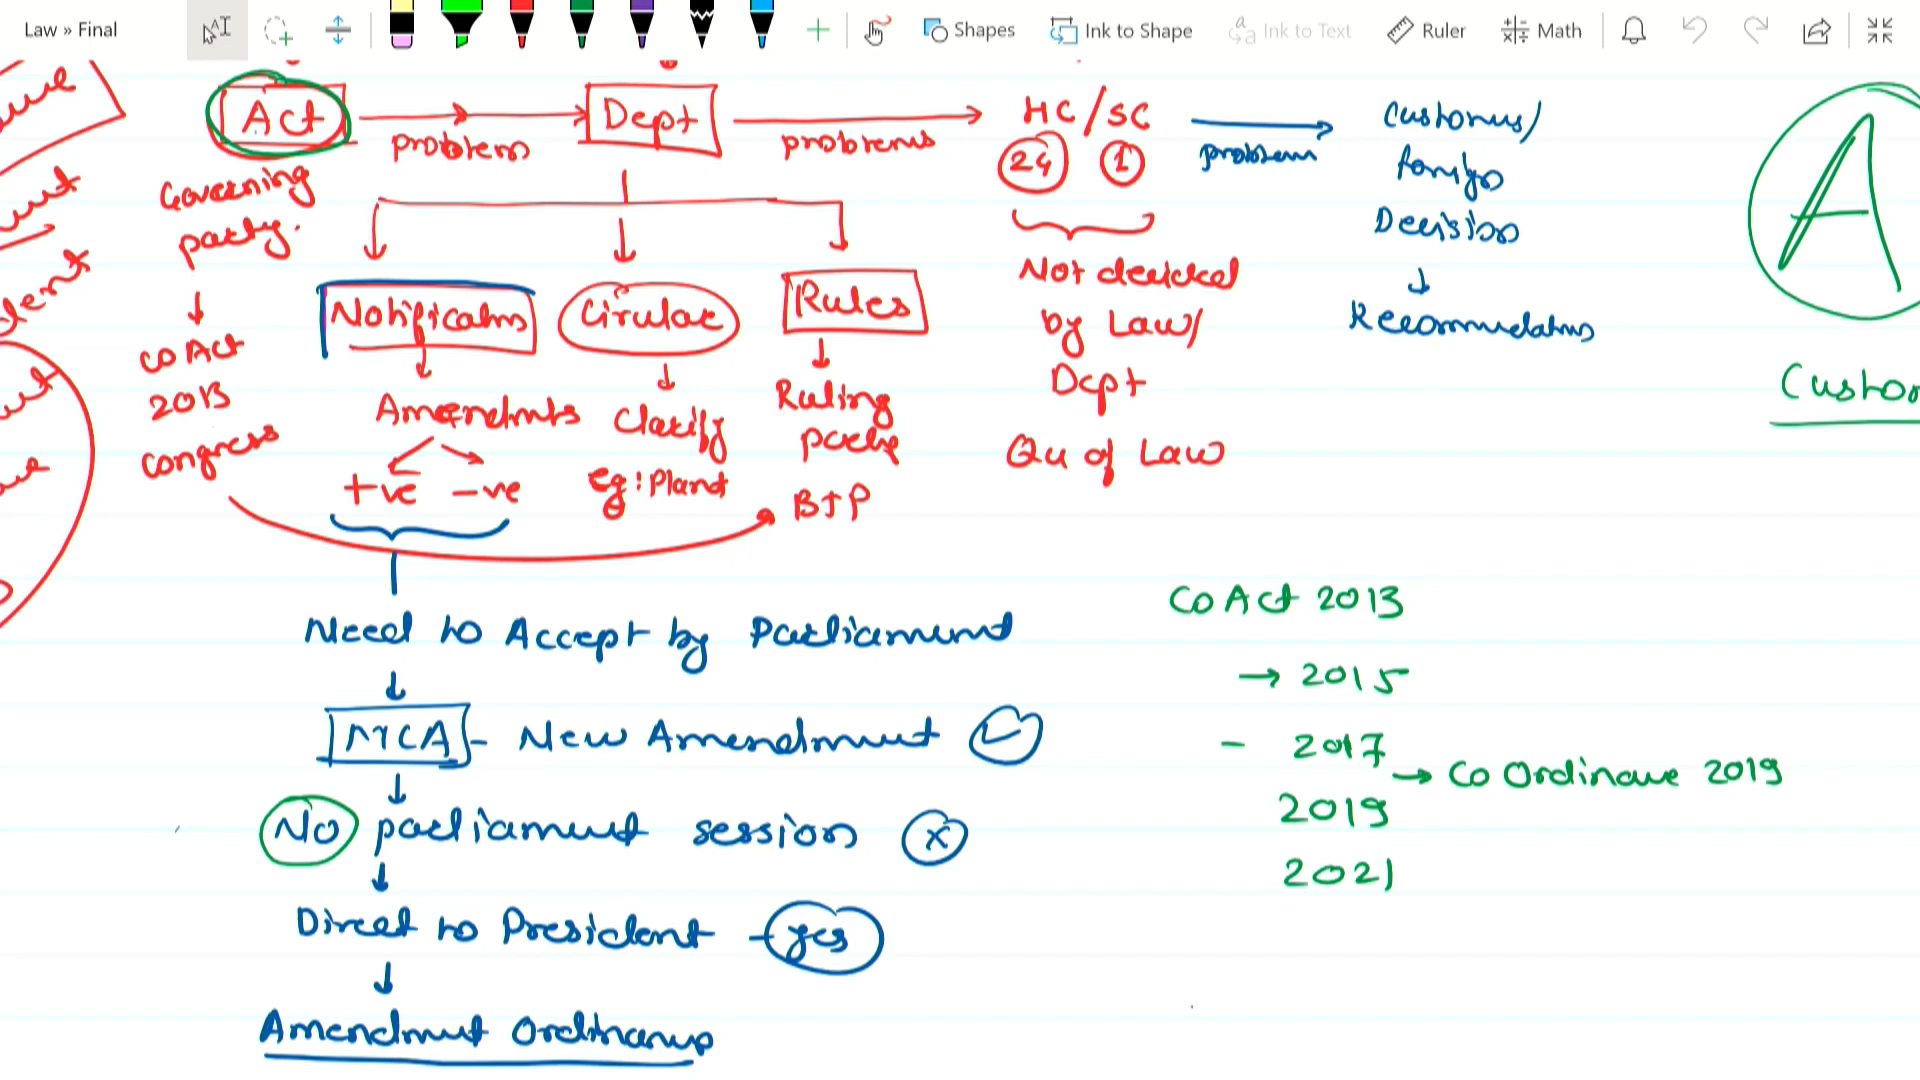 Law » Final
Shapes
Ink to Shape
Ink to Text
Ruler
Math
Act
problem
Dept
problems
HC/SC
24 1
problem
Customs/
foreign
Decision
Recommendations
A
Custo
Governing
party.
Co Act
2013
congress
Notifications
Circular
Rules
Amendments
+ve -ve
Clarify
eg: Plant
Ruling
party
BJP
Not decided
by Law/
Dept
Qu of Law
Need to Accept by Parliament
MCA - New Amendment
No parliament session x
Direct to President - yes
Amendment Ordinance
Co Act 2013
→ 2015
- 2017
→ Co Ordinance 2019
2019
2021